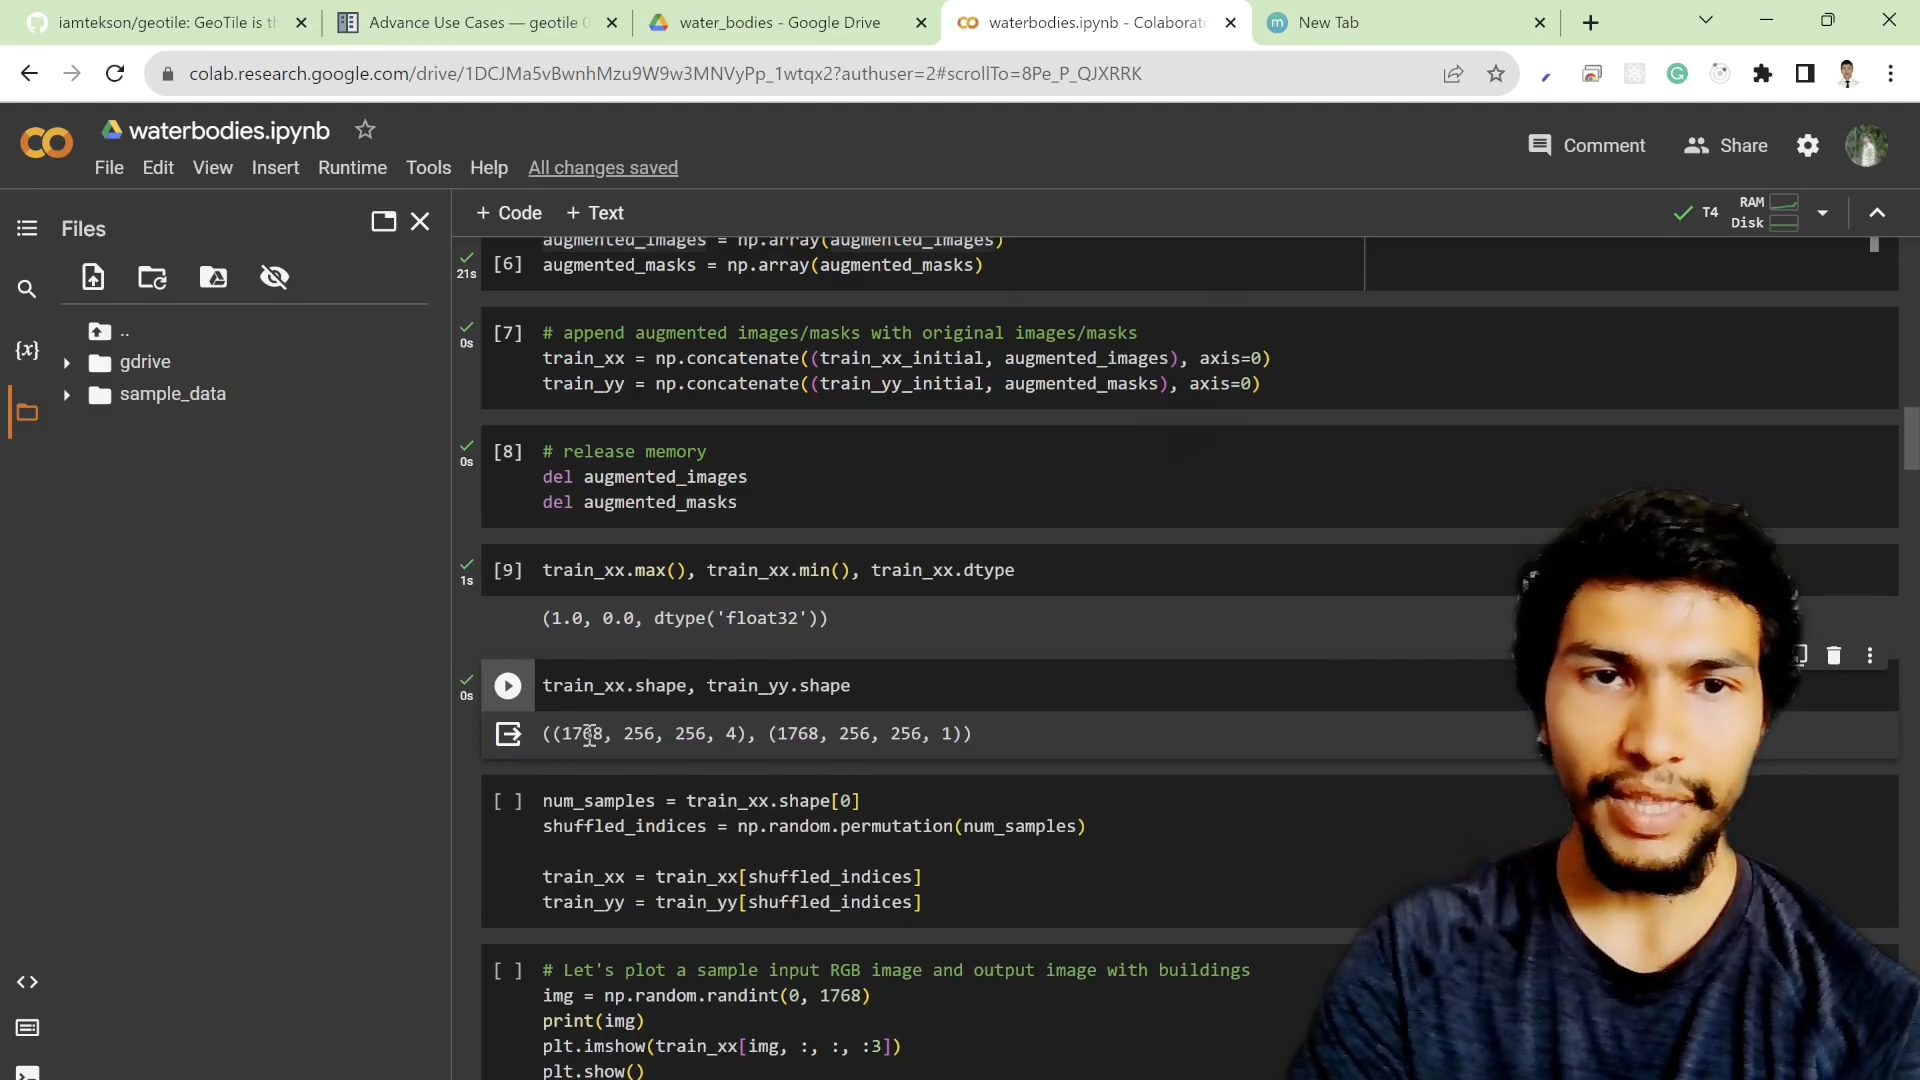 iamtekson/geotile: GeoTile is th
Advance Use Cases — geotile 0
water_bodies - Google Drive
waterbodies.ipynb - Colaborato
m New Tab
colab.research.google.com/drive/1DCJMa5vBwnhMzu9W9w3MNVyPp_1wtqx2?authuser=2#scrollTo=8Pe_P_QJXRRK
waterbodies.ipynb
Comment
Share
File Edit View Insert Runtime Tools Help All changes saved
Files
+ Code + Text
T4 RAM
Disk
..
gdrive
sample_data
{x}
augmented_images = np.array(augmented_images)
21s [6] augmented_masks = np.array(augmented_masks)
0s [7] # append augmented images/masks with original images/masks
train_xx = np.concatenate((train_xx_initial, augmented_images), axis=0)
train_yy = np.concatenate((train_yy_initial, augmented_masks), axis=0)
0s [8] # release memory
del augmented_images
del augmented_masks
1s [9] train_xx.max(), train_xx.min(), train_xx.dtype
(1.0, 0.0, dtype('float32'))
0s train_xx.shape, train_yy.shape
((1768, 256, 256, 4), (1768, 256, 256, 1))
[ ] num_samples = train_xx.shape[0]
shuffled_indices = np.random.permutation(num_samples)
train_xx = train_xx[shuffled_indices]
train_yy = train_yy[shuffled_indices]
[ ] # Let's plot a sample input RGB image and output image with buildings
img = np.random.randint(0, 1768)
print(img)
plt.imshow(train_xx[img, :, :, :3])
plt.show()